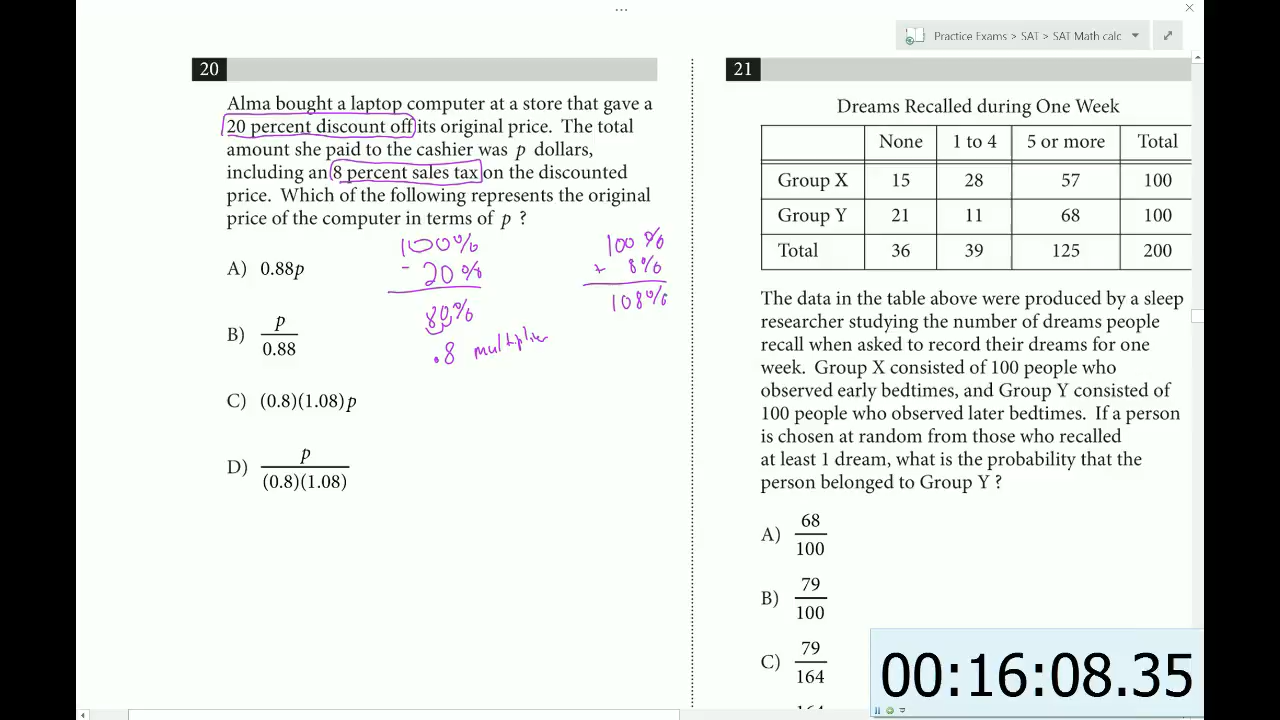 ...
Practice Exams > SAT > SAT Math calc
20
Alma bought a laptop computer at a store that gave a
20 percent discount off its original price. The total
amount she paid to the cashier was p dollars,
including an 8 percent sales tax on the discounted
price. Which of the following represents the original
price of the computer in terms of p ?
100%
- 20%
80%
.8 multiplier
100%
+ 8%
108%
A) 0.88p
B) p
0.88
C) (0.8)(1.08)p
D) p
(0.8)(1.08)
21
Dreams Recalled during One Week
None 1 to 4 5 or more Total
Group X 15 28 57 100
Group Y 21 11 68 100
Total 36 39 125 200
The data in the table above were produced by a sleep
researcher studying the number of dreams people
recall when asked to record their dreams for one
week. Group X consisted of 100 people who
observed early bedtimes, and Group Y consisted of
100 people who observed later bedtimes. If a person
is chosen at random from those who recalled
at least 1 dream, what is the probability that the
person belonged to Group Y ?
A) 68
100
B) 79
100
C) 79
164
00:16:08.35